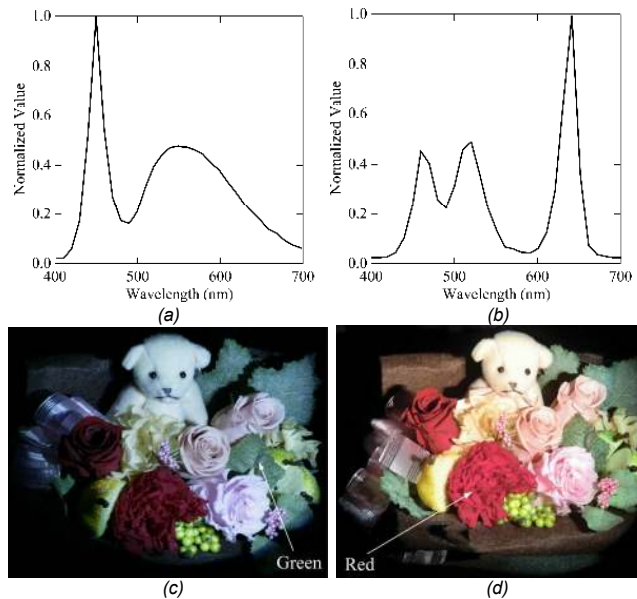 1.0
0.8
0.6
0.4
0.2
0.0
Normalized Value
400
500
600
700
Wavelength (nm)
(a)
1.0
0.8
0.6
0.4
0.2
0.0
Normalized Value
400
500
600
700
Wavelength (nm)
(b)
Green
(c)
Red
(d)